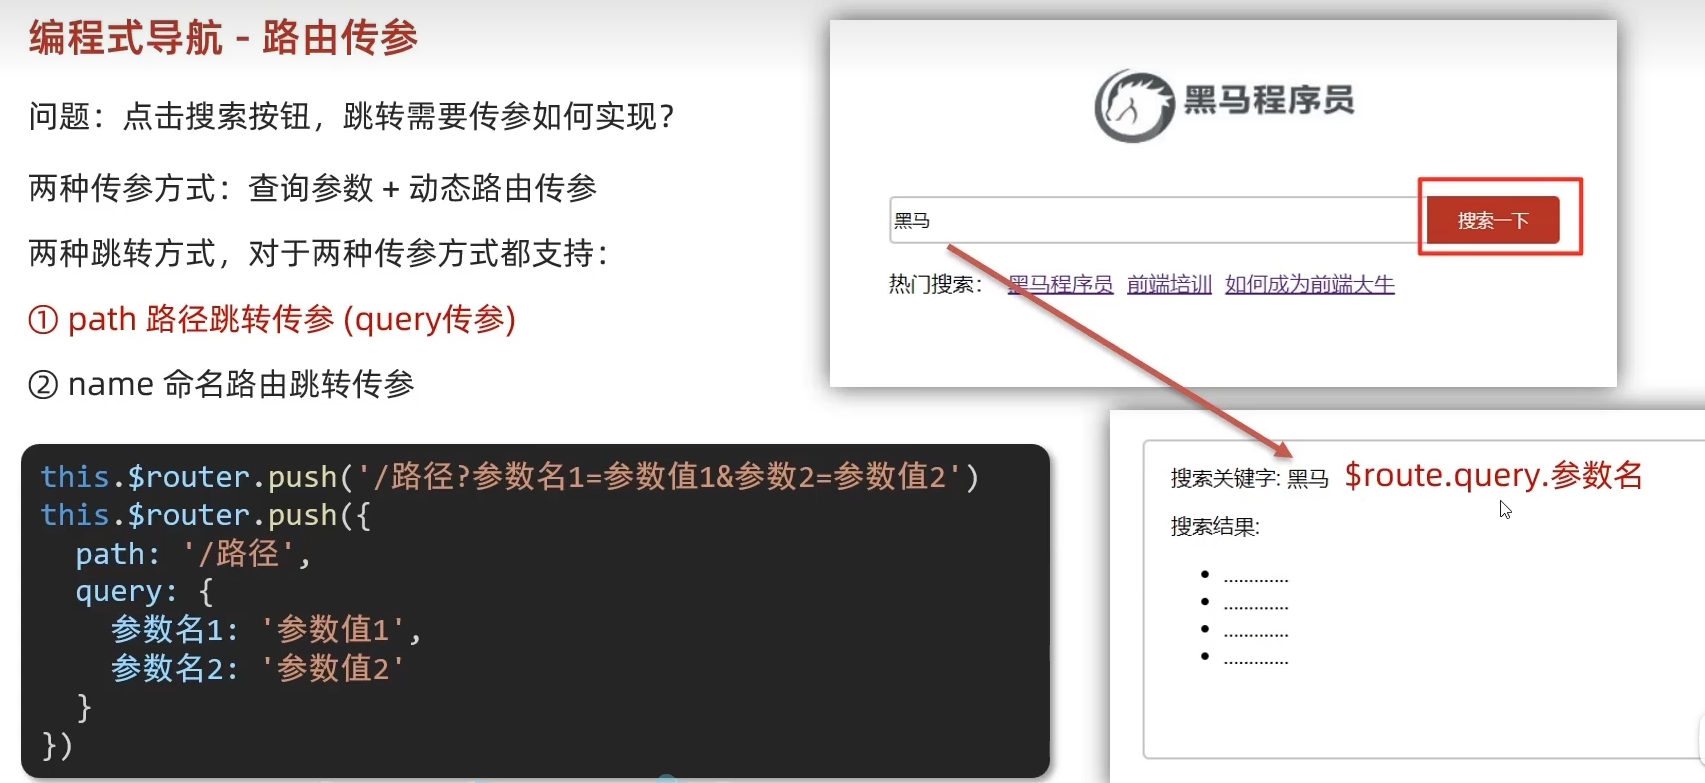 编程式导航 - 路由传参
问题：点击搜索按钮，跳转需要传参如何实现？
两种传参方式：查询参数 + 动态路由传参
两种跳转方式，对于两种传参方式都支持：
① path 路径跳转传参 (query传参)
② name 命名路由跳转传参
this.$router.push('/路径?参数名1=参数值1&参数2=参数值2')
this.$router.push({
path: '/路径',
query: {
参数名1: '参数值1',
参数名2: '参数值2'
}
})
黑马程序员
黑马
搜索一下
热门搜索： 黑马程序员 前端培训 如何成为前端大牛
搜索关键字: 黑马 $route.query.参数名
搜索结果:
• .............
• .............
• .............
• .............